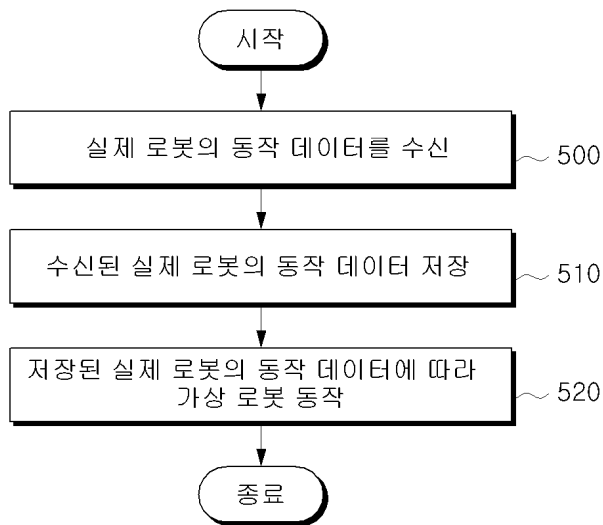 시작
실제 로봇의 동작 데이터를 수신
500
수신된 실제 로봇의 동작 데이터 저장
510
저장된 실제 로봇의 동작 데이터에 따라
가상 로봇 동작
520
종료